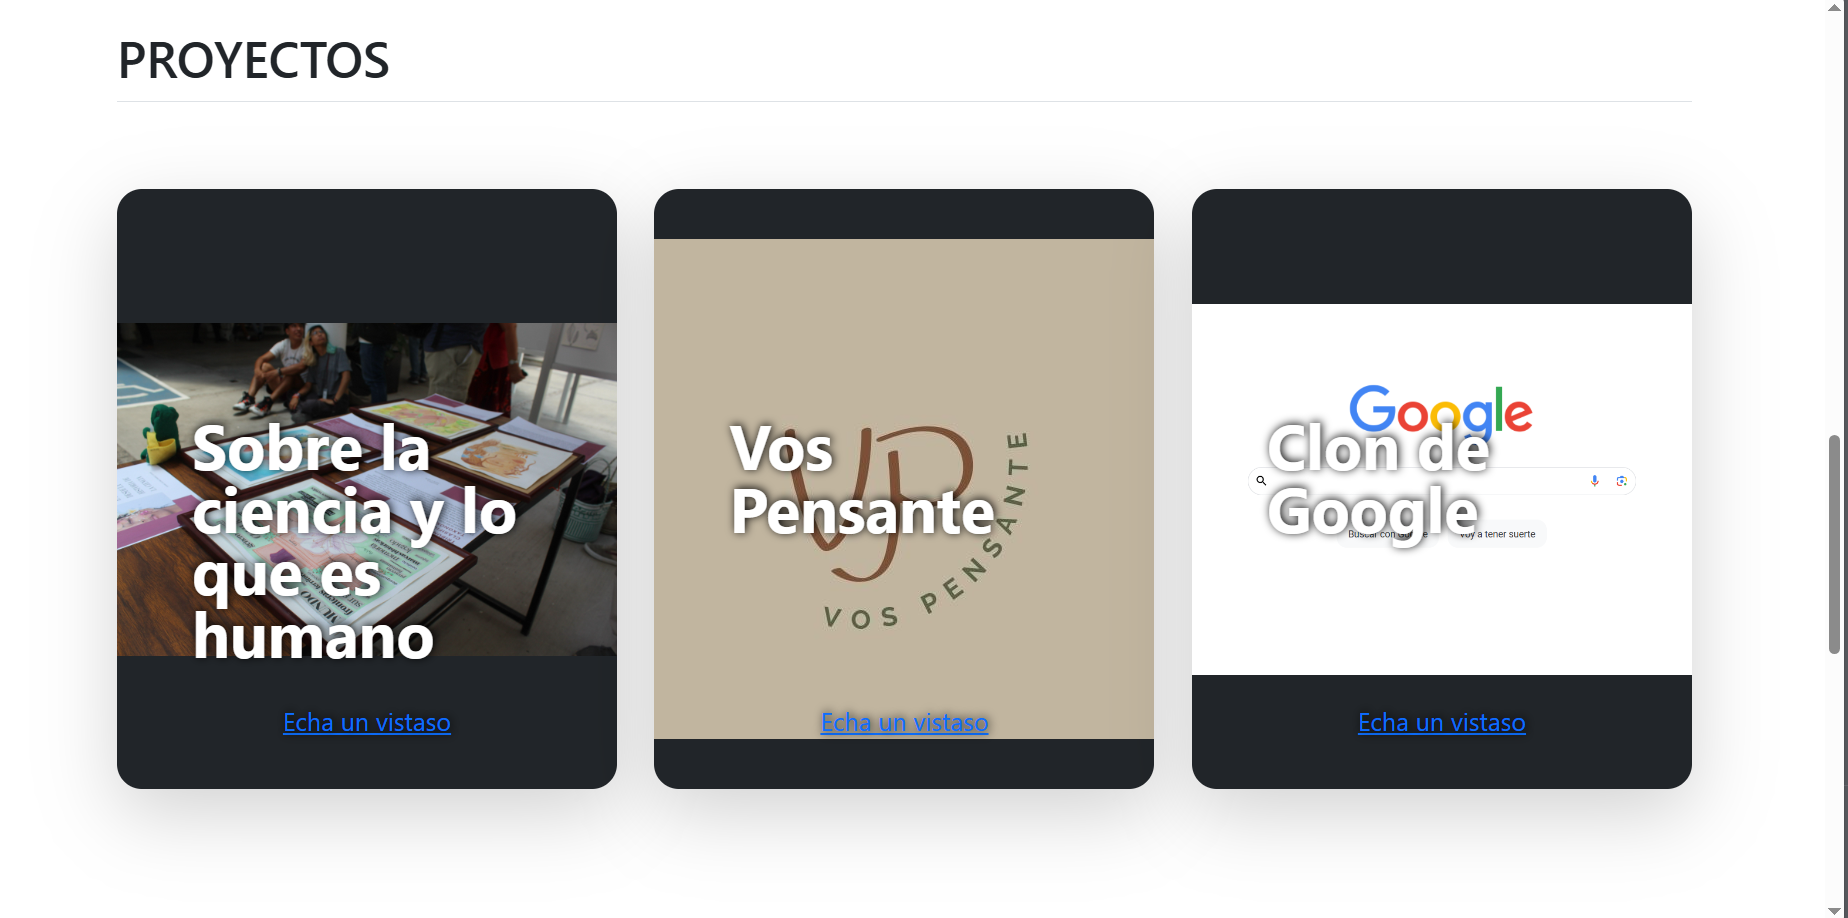 PROYECTOS
Sobre la
ciencia y lo
que es
humano
Echa un vistaso
Vos
Pensante
VP
VOS PENSANTE
Echa un vistaso
Google
Clon de
Google
Buscar con
Voy a tener suerte
Echa un vistaso